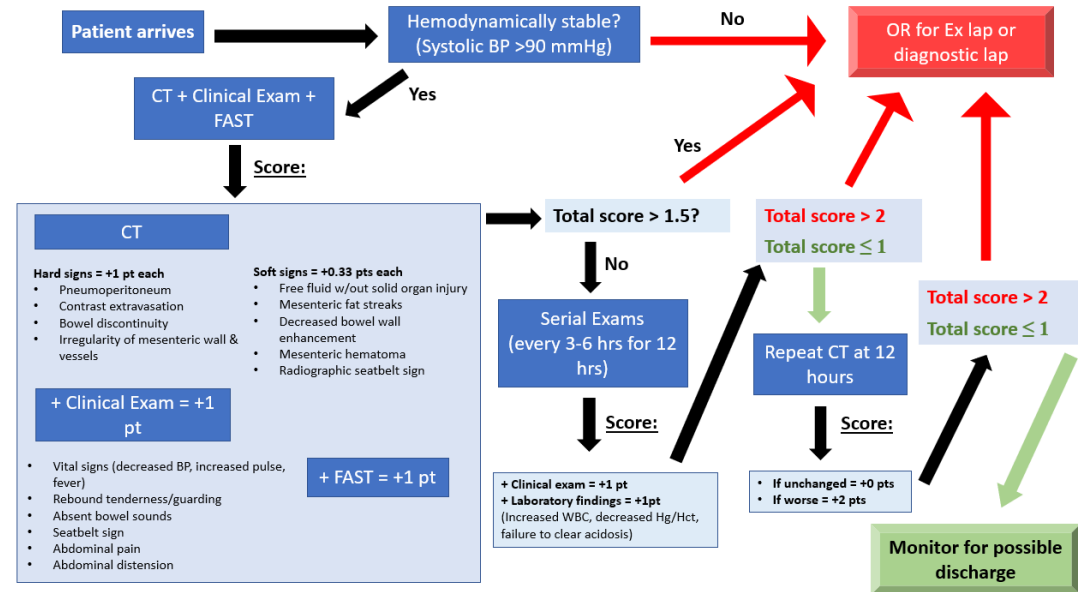 Patient arrives
Hemodynamically stable?
(Systolic BP >90 mmHg)
No
OR for Ex lap or
diagnostic lap
Yes
CT + Clinical Exam +
FAST
Score:
CT
Hard signs = +1 pt each
• Pneumoperitoneum
• Contrast extravasation
• Bowel discontinuity
• Irregularity of mesenteric wall &
vessels
Soft signs = +0.33 pts each
• Free fluid w/out solid organ injury
• Mesenteric fat streaks
• Decreased bowel wall
enhancement
• Mesenteric hematoma
• Radiographic seatbelt sign
+ Clinical Exam = +1
pt
• Vital signs (decreased BP, increased pulse,
fever)
• Rebound tenderness/guarding
• Absent bowel sounds
• Seatbelt sign
• Abdominal pain
• Abdominal distension
+ FAST = +1 pt
Total score > 1.5?
Yes
No
Serial Exams
(every 3-6 hrs for 12
hrs)
Score:
+ Clinical exam = +1 pt
+ Laboratory findings = +1pt
(Increased WBC, decreased Hg/Hct,
failure to clear acidosis)
Total score > 2
Total score ≤ 1
Repeat CT at 12
hours
Score:
• If unchanged = +0 pts
• If worse = +2 pts
Total score > 2
Total score ≤ 1
Monitor for possible
discharge